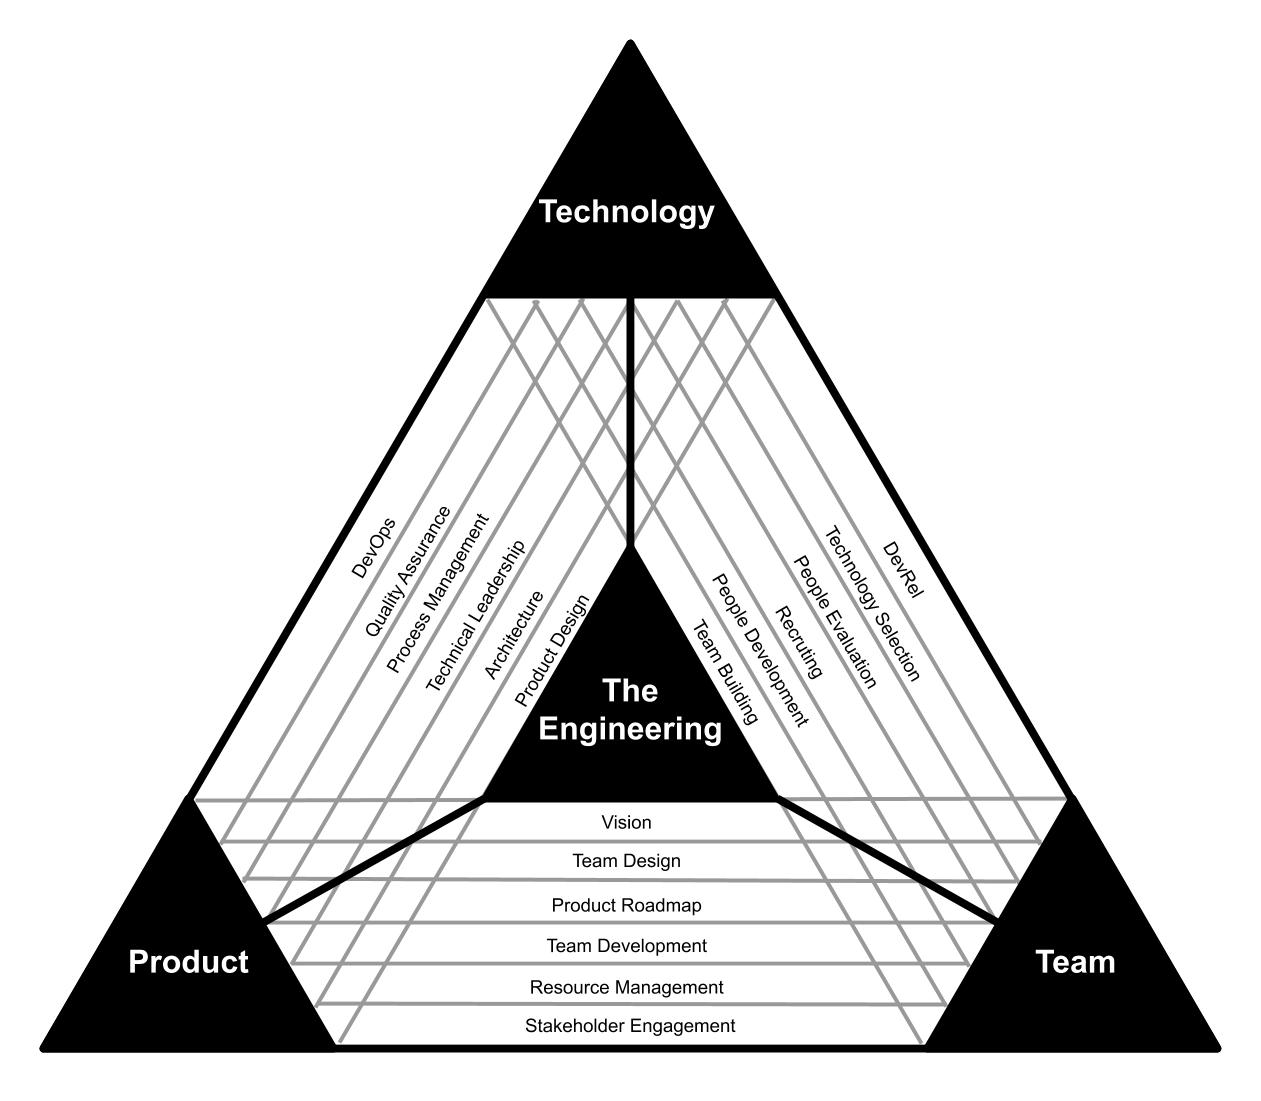 Technology
DevOps
Quality Assurance
Process Management
Technical Leadership
Architecture
Product Design
The
Engineering
Team Building
People Development
Recruting
People Evaluation
Technology Selection
DevRel
Vision
Team Design
Product Roadmap
Team Development
Resource Management
Stakeholder Engagement
Product
Team